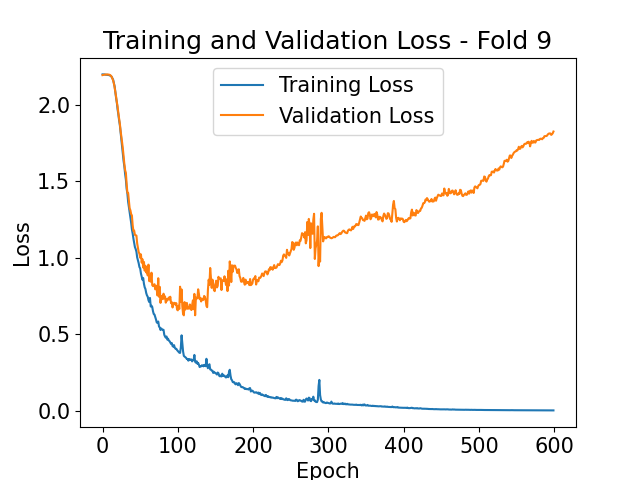 Training and Validation Loss - Fold 9
Training Loss
Validation Loss
Loss
2.0
1.5
1.0
0.5
0.0
0 100 200 300 400 500 600
Epoch